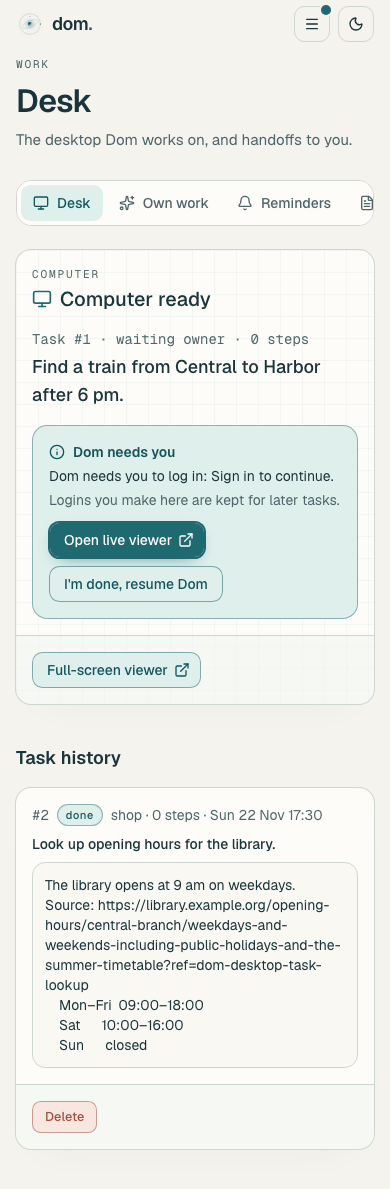 dom.
WORK
Desk
The desktop Dom works on, and handoffs to you.
Desk
Own work
Reminders
COMPUTER
Computer ready
Task #1 · waiting owner · 0 steps
Find a train from Central to Harbor
after 6 pm.
Dom needs you
Dom needs you to log in: Sign in to continue.
Logins you make here are kept for later tasks.
Open live viewer
I'm done, resume Dom
Full-screen viewer
Task history
#2 done shop · 0 steps · Sun 22 Nov 17:30
Look up opening hours for the library.
The library opens at 9 am on weekdays.
Source: https://library.example.org/opening-
hours/central-branch/weekdays-and-
weekends-including-public-holidays-and-the-
summer-timetable?ref=dom-desktop-task-
lookup
Mon–Fri 09:00–18:00
Sat 10:00–16:00
Sun closed
Delete